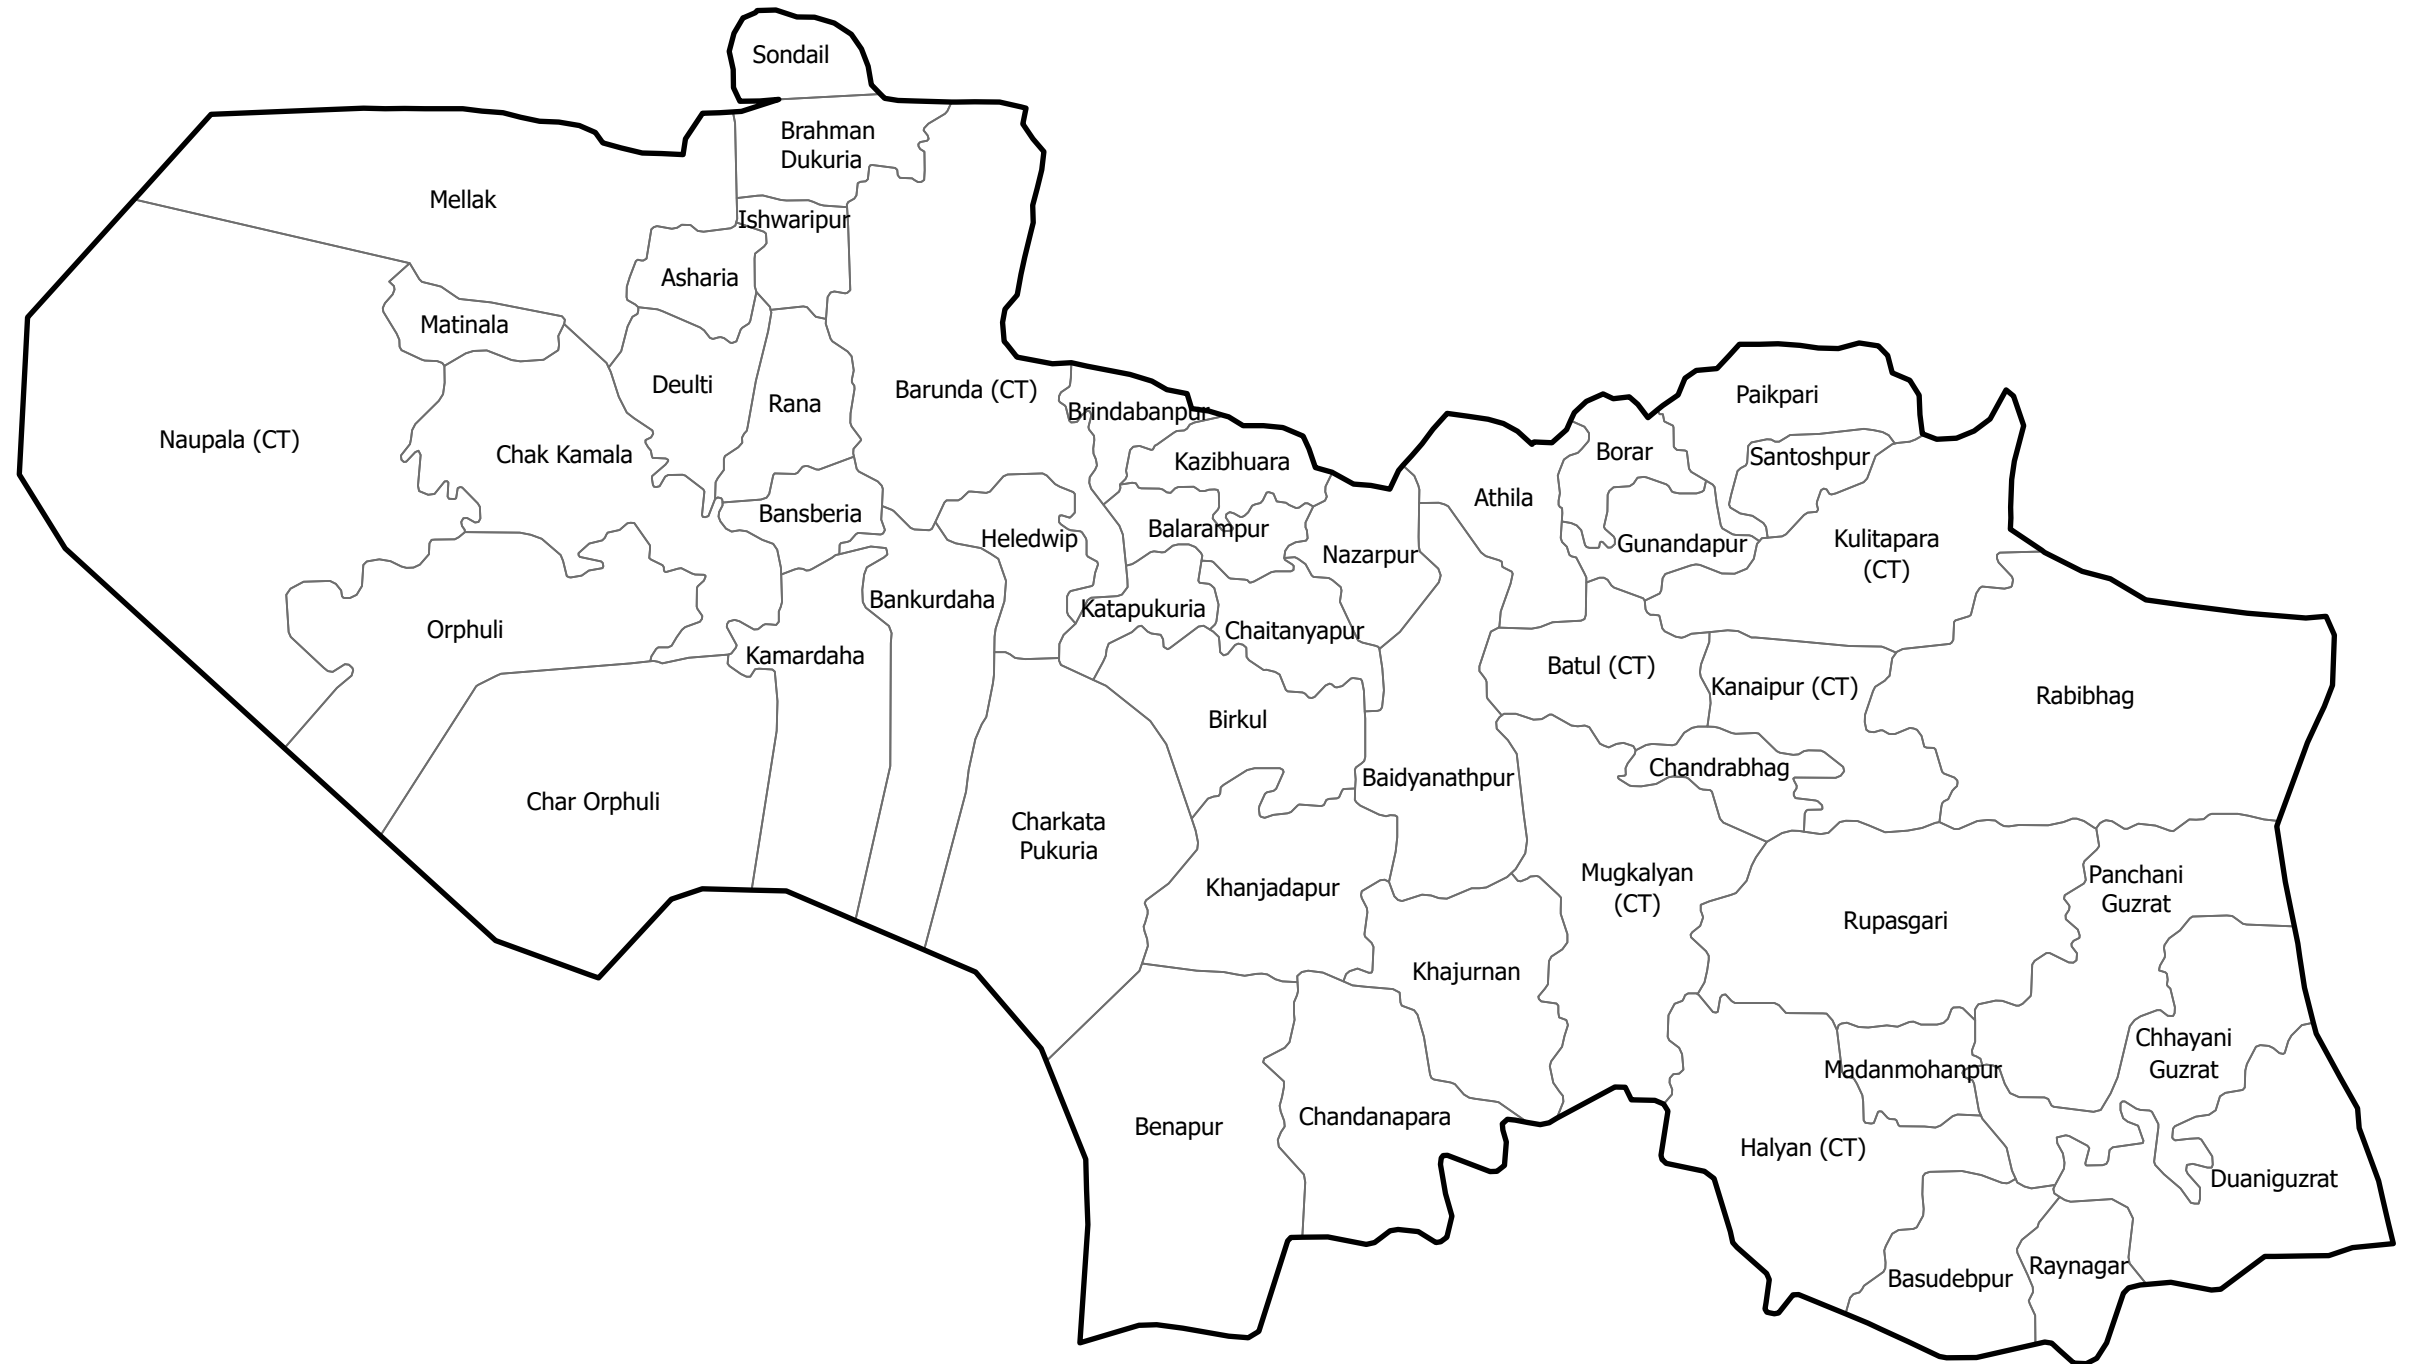 Sondail
Brahman
Dukuria
Mellak
Ishwaripur
Asharia
Matinala
Deulti
Rana
Barunda (CT)
Brindabanpur
Paikpari
Naupala (CT)
Chak Kamala
Kazibhuara
Borar
Santoshpur
Athila
Bansberia
Heledwip
Balarampur
Nazarpur
Gunandapur
Kulitapara
(CT)
Bankurdaha
Katapukuria
Orphuli
Chaitanyapur
Kamardaha
Batul (CT)
Kanaipur (CT)
Rabibhag
Birkul
Chandrabhag
Baidyanathpur
Char Orphuli
Charkata
Pukuria
Khanjadapur
Mugkalyan
(CT)
Panchani
Guzrat
Rupasgari
Khajurnan
Chhayani
Guzrat
Madanmohanpur
Benapur
Chandanapara
Halyan (CT)
Duaniguzrat
Raynagar
Basudebpur